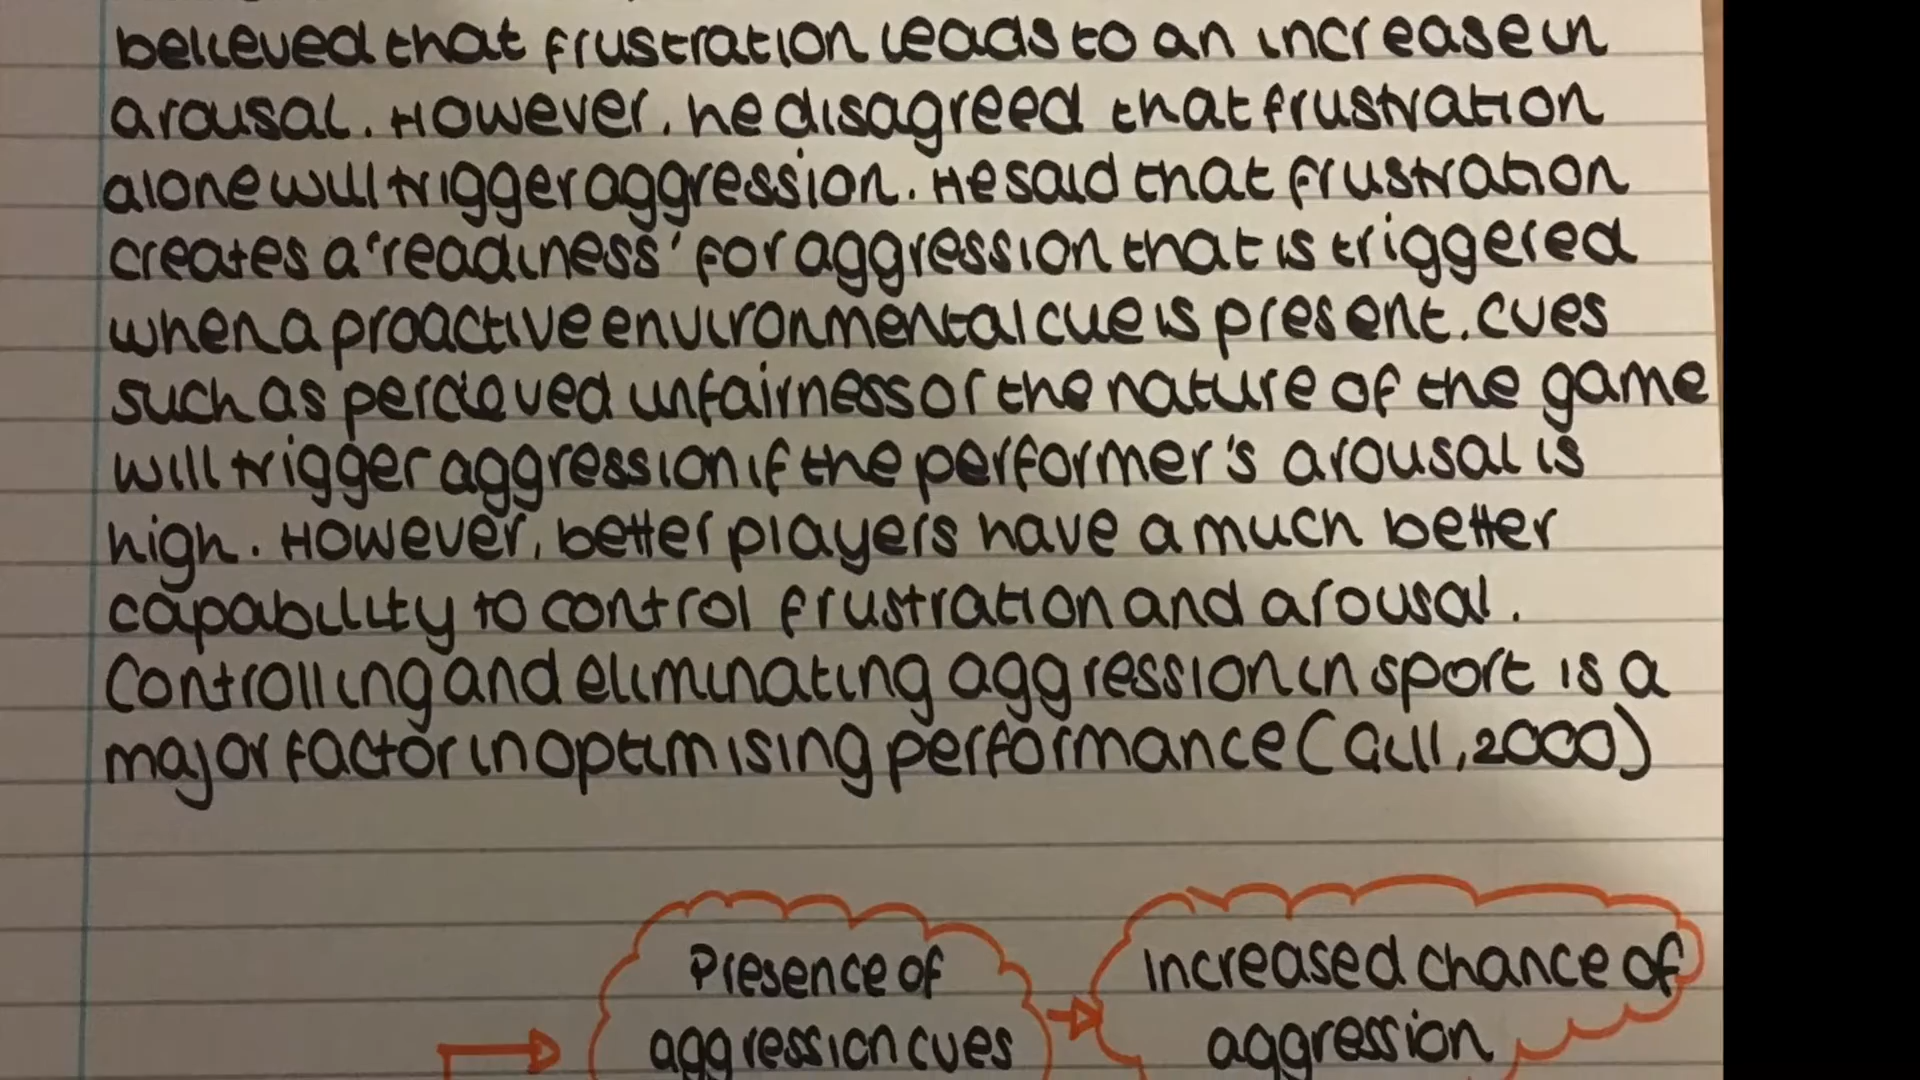 believed that frustration leads to an increase in
arousal. However, he disagreed that frustration
alone will trigger aggression. He said that frustration
creates a 'readiness' for aggression that is triggered
when a proactive environmental cue is present. Cues
such as percieved unfairness or the nature of the game
will trigger aggression if the performer's arousal is
high. However, better players have a much better
capability to control frustration and arousal.
Controlling and eliminating aggression in sport is a
major factor in optimising performance (Gill, 2000)
Presence of
aggression cues
Increased chance of
aggression